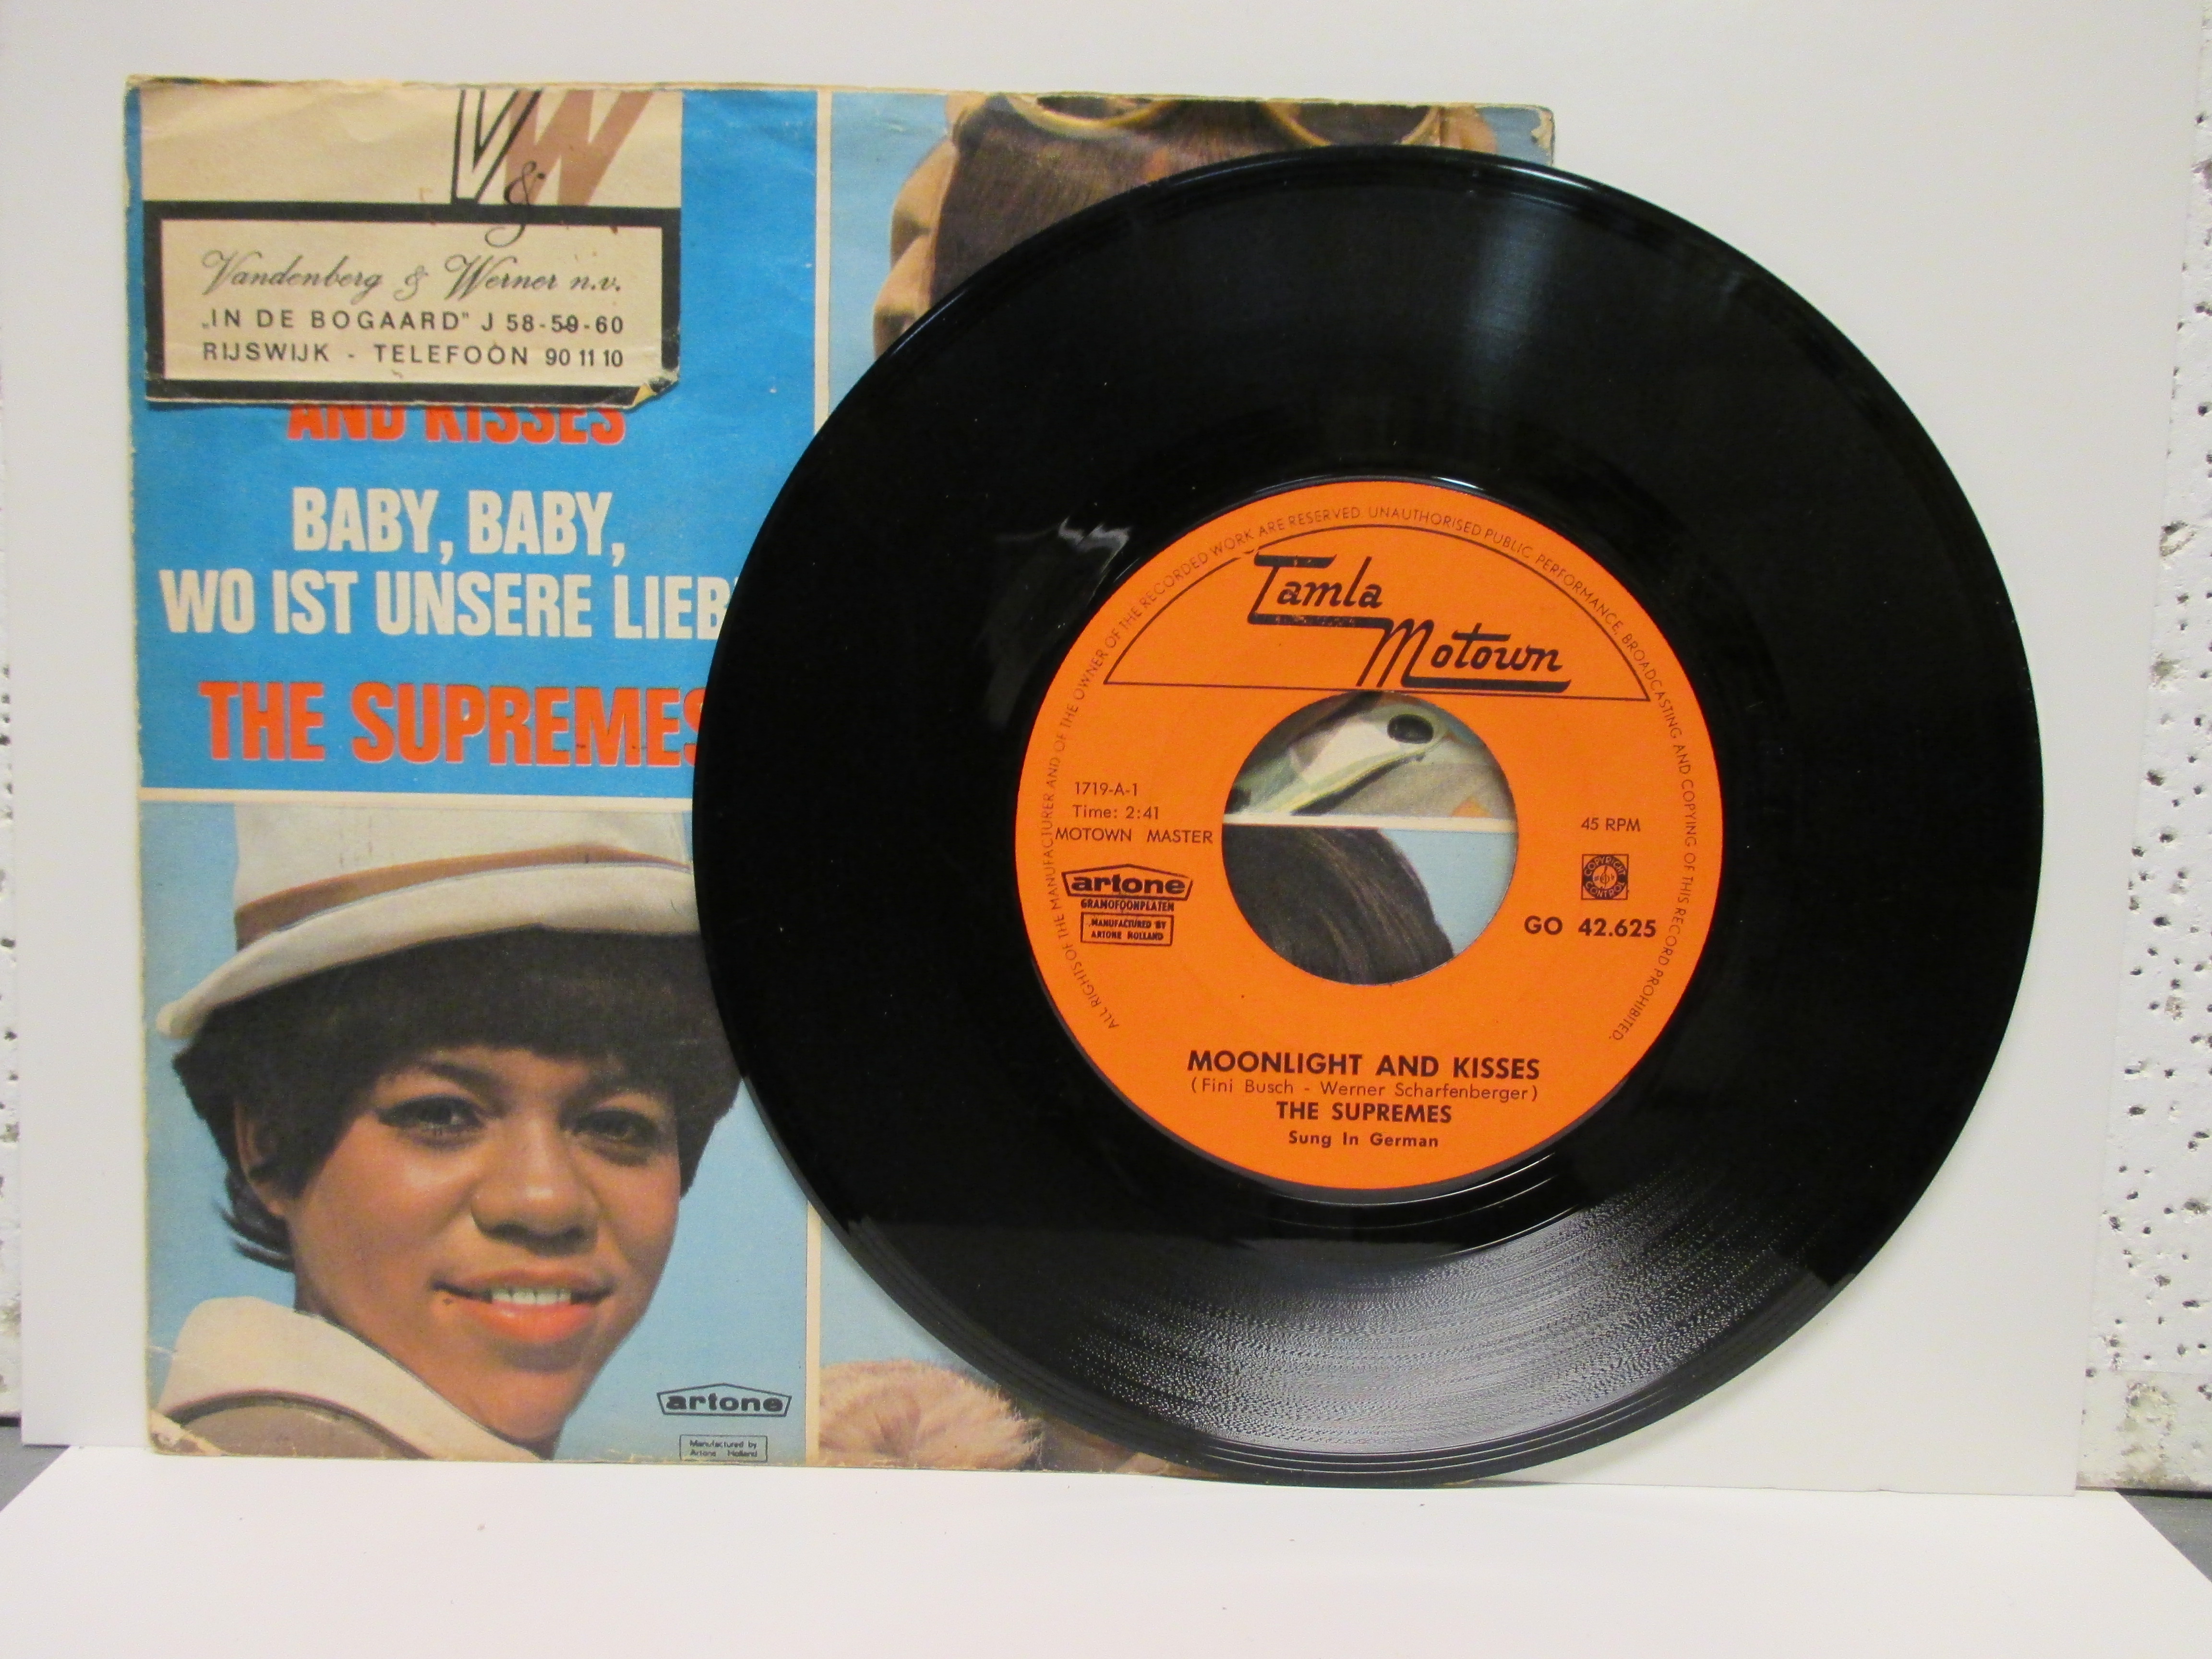 V & W
Vandenberg & Werner n.v.
„IN DE BOGAARD" J 58-59-60
RIJSWIJK - TELEFOON 90 11 10
AND KISSES
BABY, BABY,
WO IST UNSERE LIEB
THE SUPREMES
artone
Manufactured by
Artone Holland
ALL RIGHTS OF THE MANUFACTURER AND OF THE OWNER OF THE RECORDED WORK ARE RESERVED. UNAUTHORISED PUBLIC PERFORMANCE, BROADCASTING AND COPYING OF THIS RECORD PROHIBITED.
Tamla
Motown
1719-A-1
Time: 2:41
MOTOWN MASTER
artone
GRAMOFOONPLATEN
MANUFACTURED BY
ARTONE HOLLAND
45 RPM
COPYRIGHT
CONTROL
GO 42.625
MOONLIGHT AND KISSES
(Fini Busch - Werner Scharfenberger)
THE SUPREMES
Sung In German